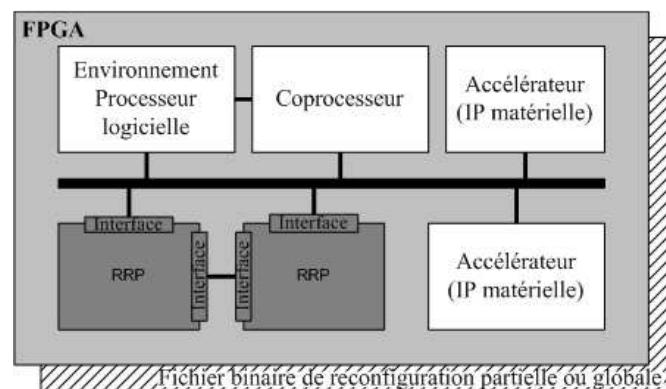 FPGA
Environnement
Processeur
logicielle
Coprocesseur
Accélérateur
(IP matérielle)
Interface
RRP
Interface
Interface
Interface
RRP
Accélérateur
(IP matérielle)
Fichier binaire de reconfiguration partielle ou globale